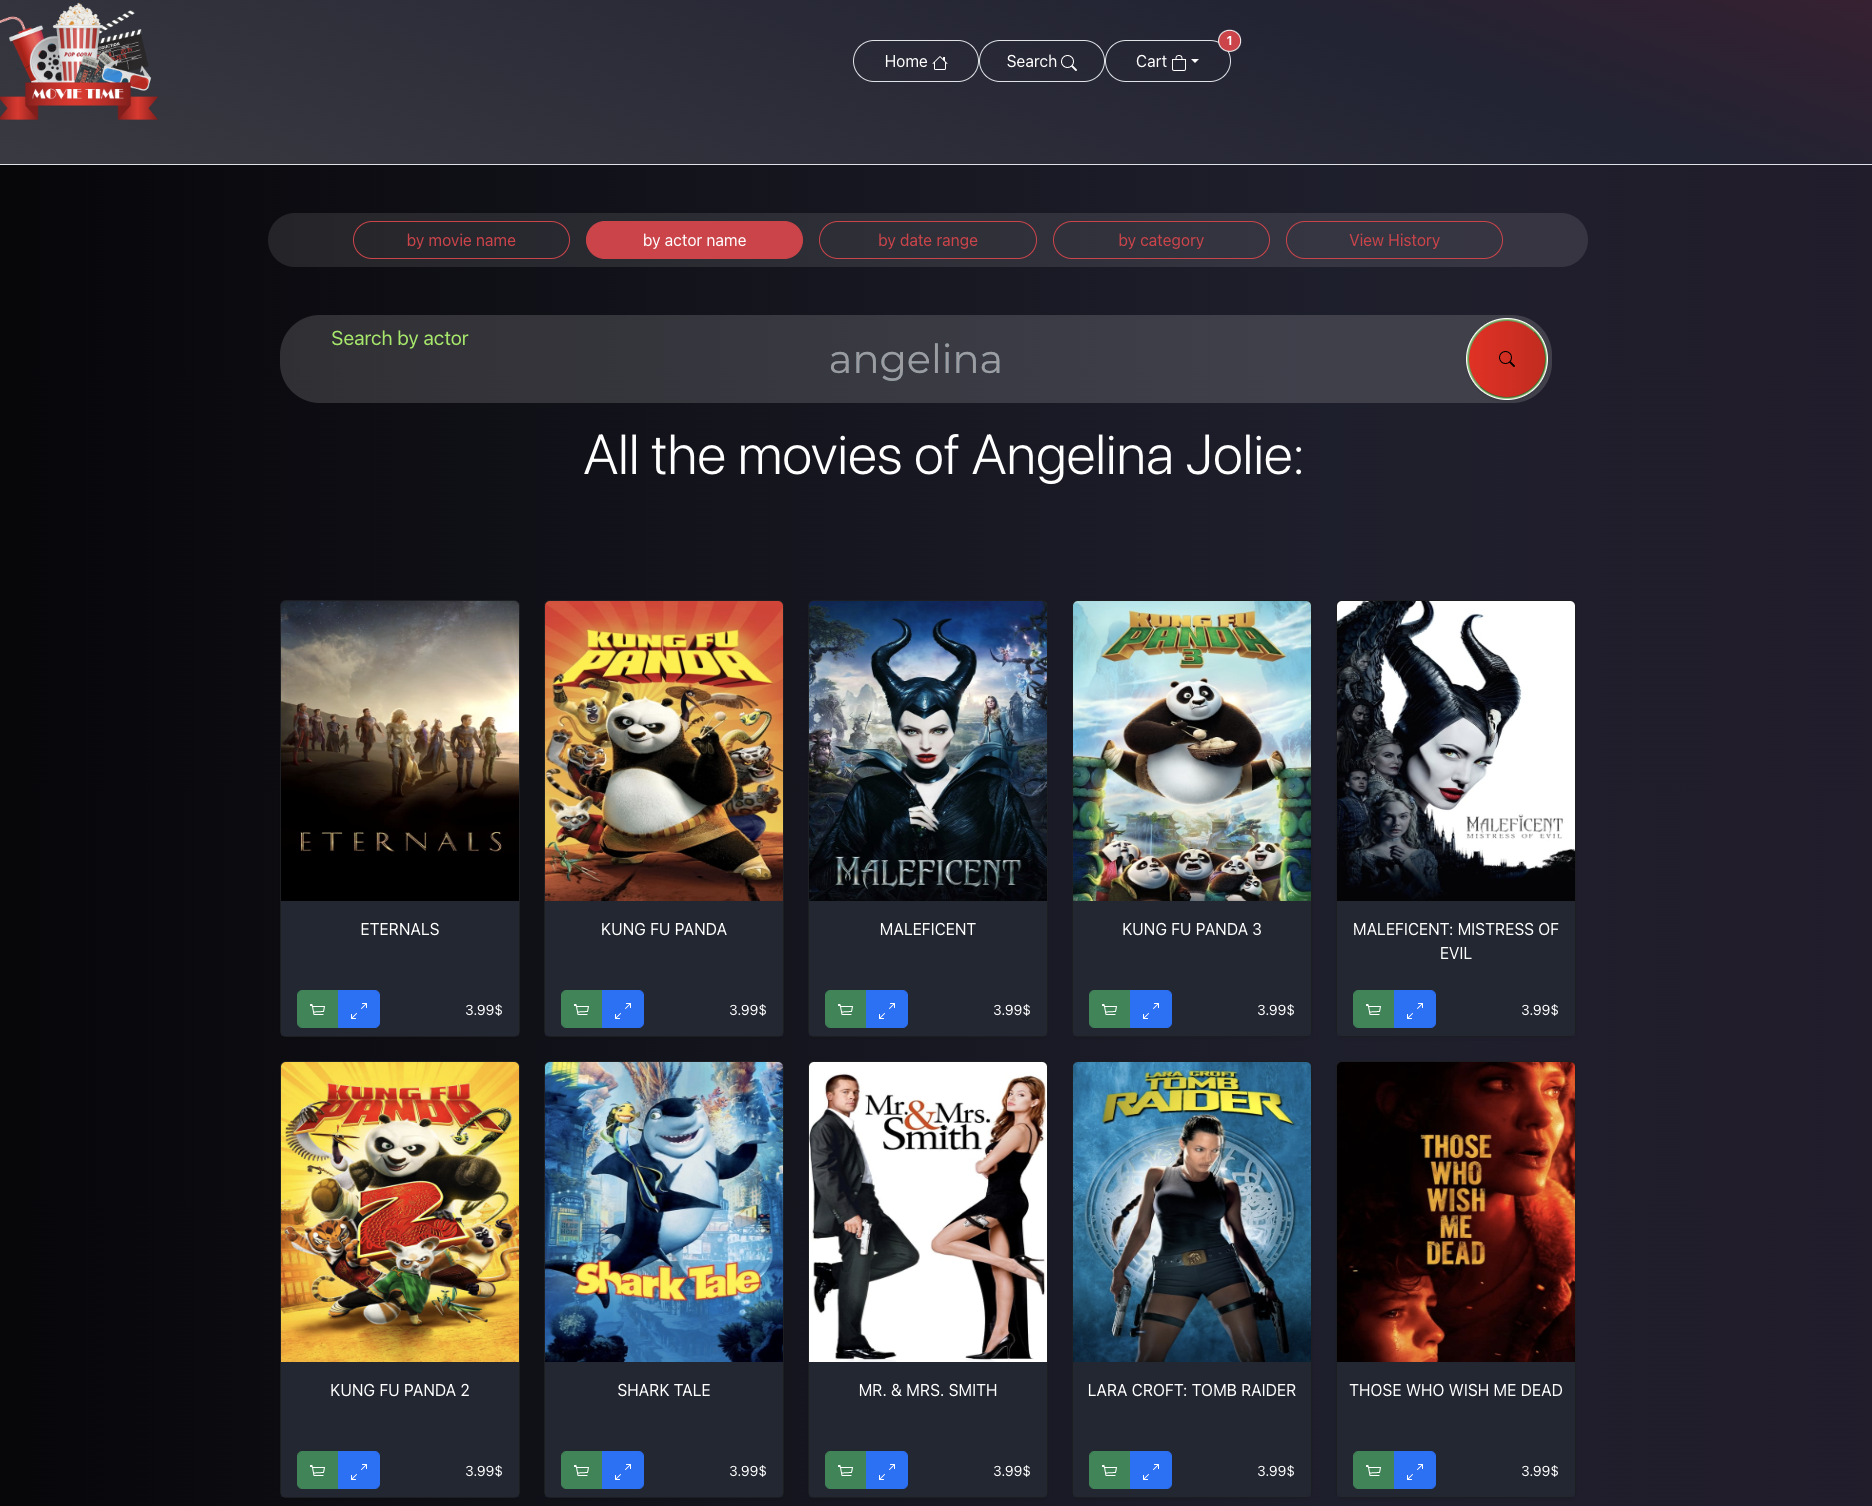 POP CORN
MOVIE TIME
Home
Search
Cart
1
by movie name
by actor name
by date range
by category
View History
Search by actor
angelina
All the movies of Angelina Jolie:
ETERNALS
KUNG FU
PANDA
MALEFICENT
KUNG FU
PANDA
3
MALEFICENT
MISTRESS OF EVIL
ETERNALS
KUNG FU PANDA
MALEFICENT
KUNG FU PANDA 3
MALEFICENT: MISTRESS OF
EVIL
3.99$
3.99$
3.99$
3.99$
3.99$
KUNG FU
PANDA
2
Shark Tale
Mr. & Mrs.
Smith
LARA CROFT
TOMB
RAIDER
THOSE
WHO
WISH
ME
DEAD
KUNG FU PANDA 2
SHARK TALE
MR. & MRS. SMITH
LARA CROFT: TOMB RAIDER
THOSE WHO WISH ME DEAD
3.99$
3.99$
3.99$
3.99$
3.99$